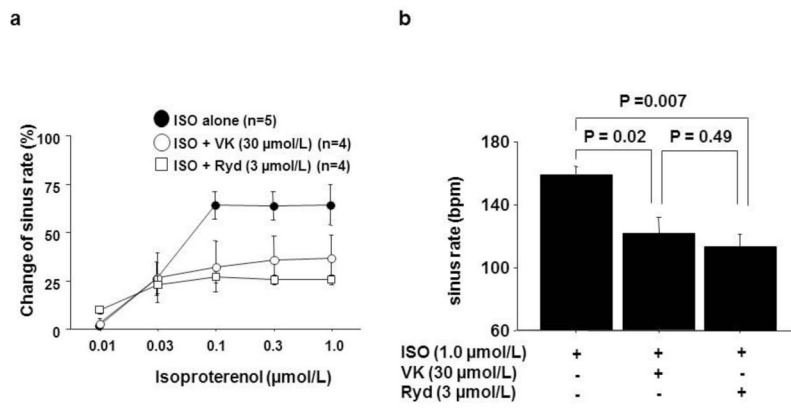 a
ISO alone (n=5)
ISO + VK (30 µmol/L) (n=4)
ISO + Ryd (3 µmol/L) (n=4)
Change of sinus rate (%)
100
75
50
25
0
0.01 0.03 0.1 0.3 1.0
Isoproterenol (µmol/L)
b
P =0.007
P = 0.02 P = 0.49
sinus rate (bpm)
180
140
100
60
ISO (1.0 µmol/L) + + +
VK (30 µmol/L) - + -
Ryd (3 µmol/L) - - +